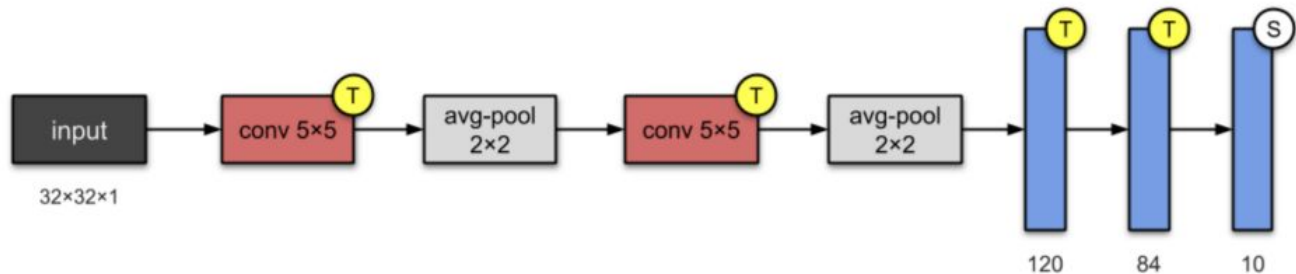 input
32×32×1
conv 5×5
T
avg-pool
2×2
conv 5×5
T
avg-pool
2×2
T
120
T
84
S
10